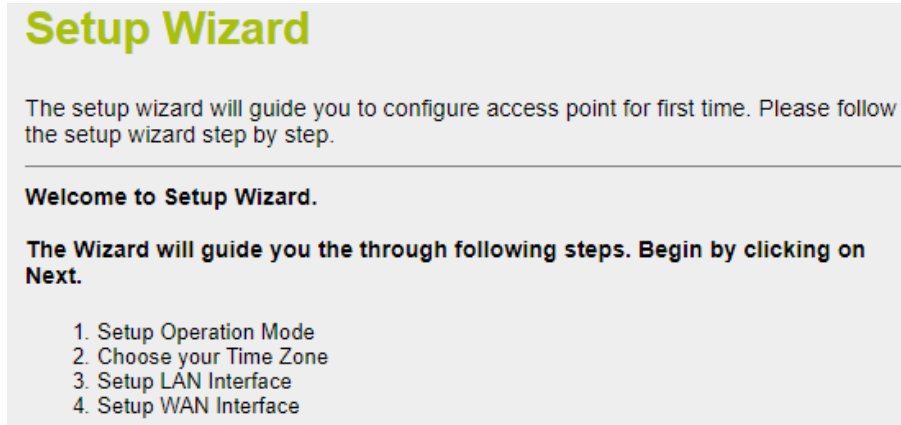 Setup Wizard
The setup wizard will guide you to configure access point for first time. Please follow
the setup wizard step by step.
Welcome to Setup Wizard.
The Wizard will guide you the through following steps. Begin by clicking on
Next.
1. Setup Operation Mode
2. Choose your Time Zone
3. Setup LAN Interface
4. Setup WAN Interface